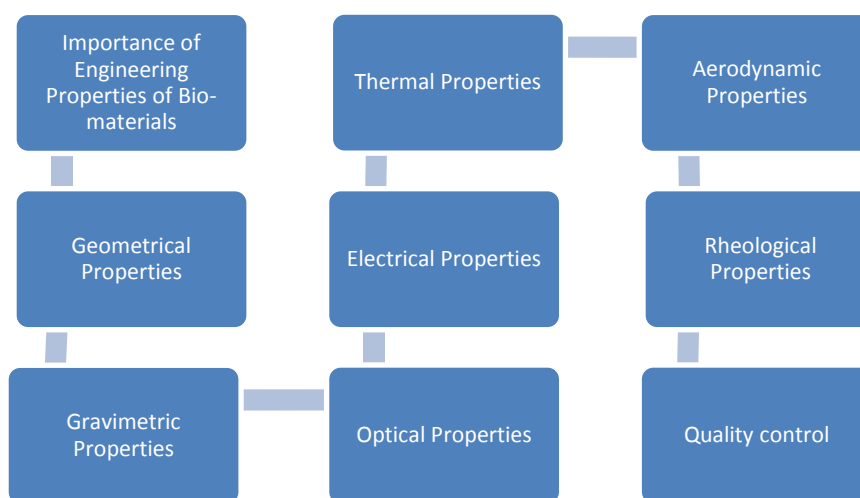 Importance of
Engineering
Properties of Bio-
materials
Geometrical
Properties
Gravimetric
Properties
Optical Properties
Electrical Properties
Thermal Properties
Aerodynamic
Properties
Rheological
Properties
Quality control